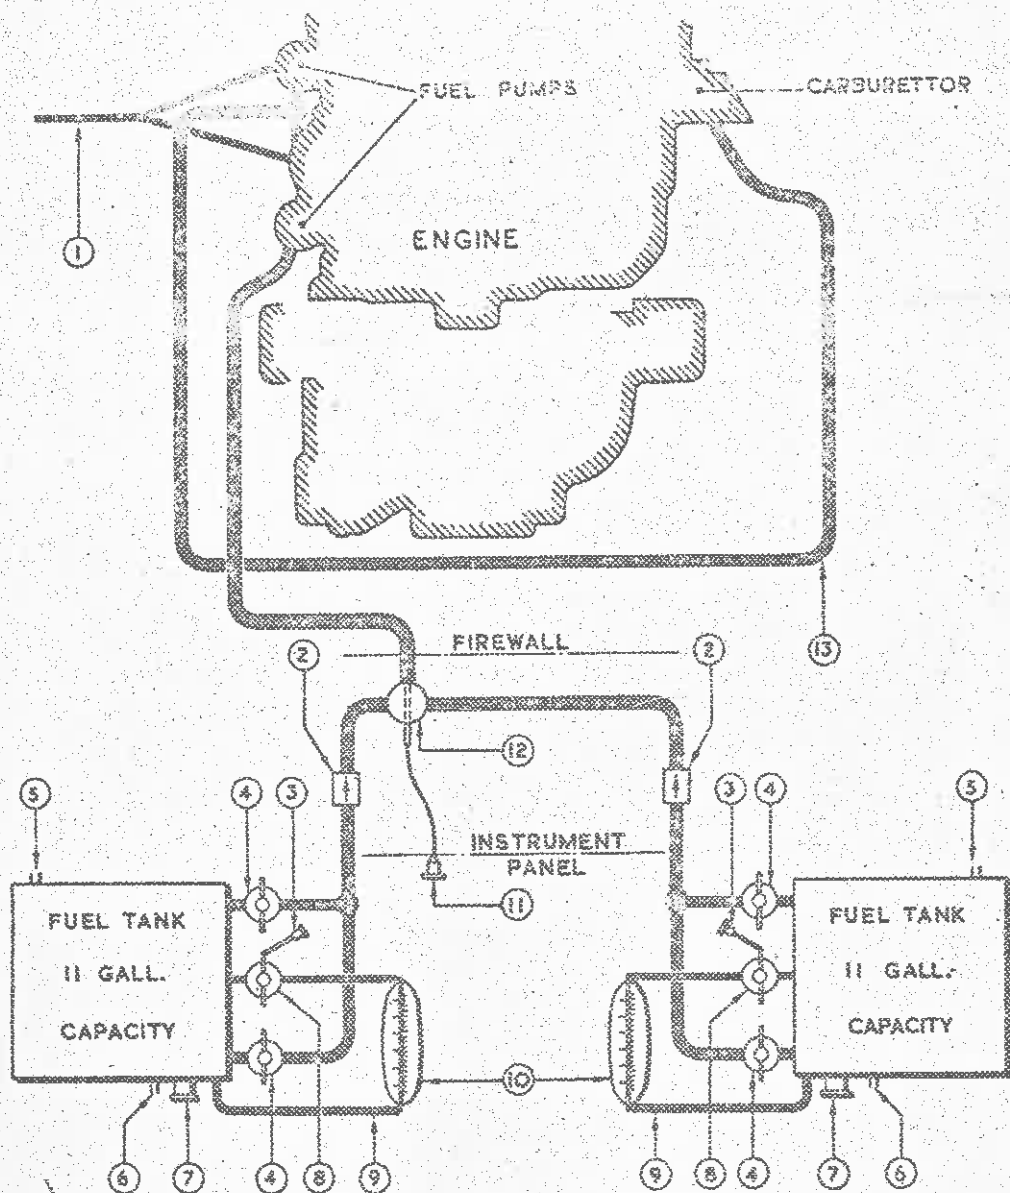 FUEL PUMPS
CARBURETTOR
1
ENGINE
2
FIREWALL
2
13
12
5
4
3
3
4
5
INSTRUMENT
PANEL
11
FUEL TANK
11 GALL.
CAPACITY
FUEL TANK
11 GALL.
CAPACITY
10
6
7
4
8
9
9
8
4
7
6